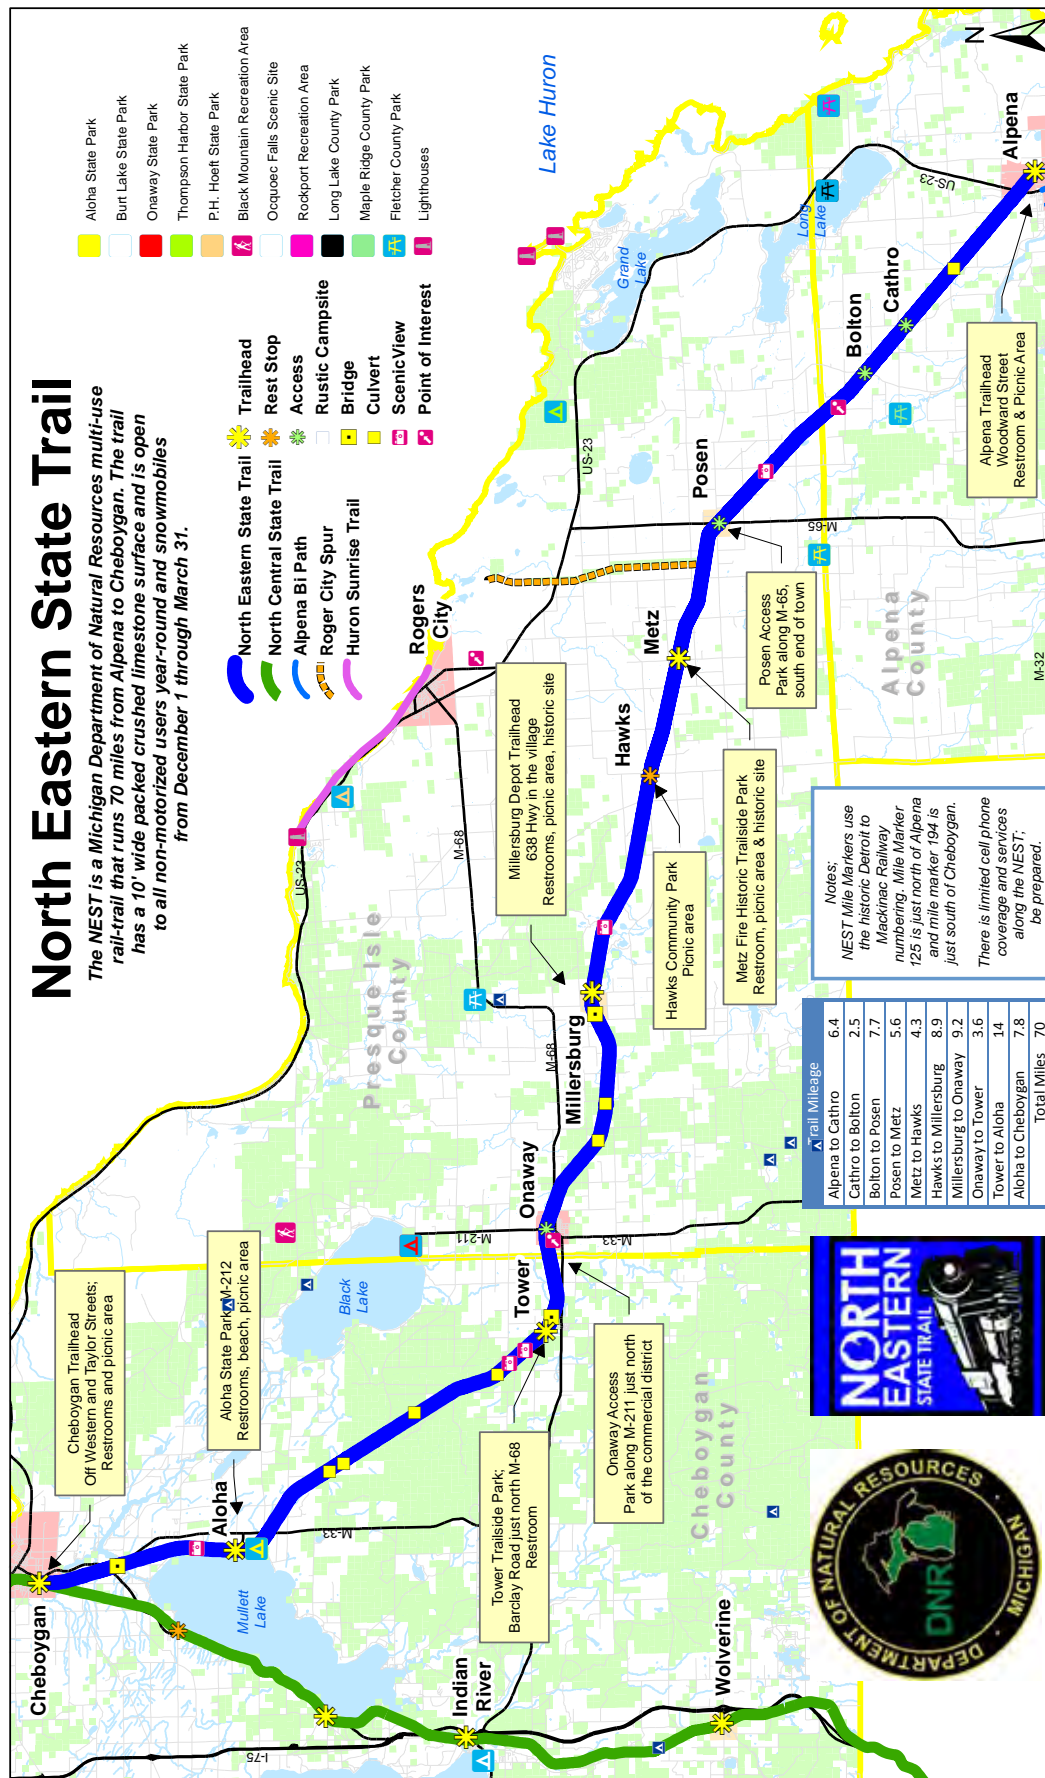 North Eastern State Trail
The NEST is a Michigan Department of Natural Resources multi-use
rail-trail that runs 70 miles from Alpena to Cheboygan. The trail
has a 10' wide packed crushed limestone surface and is open
to all non-motorized users year-round and snowmobiles
from December 1 through March 31.
North Eastern State Trail
North Central State Trail
Alpena Bi Path
Roger City Spur
Huron Sunrise Trail
Trailhead
Rest Stop
Access
Rustic Campsite
Bridge
Culvert
ScenicView
Point of Interest
Aloha State Park
Burt Lake State Park
Onaway State Park
Thompson Harbor State Park
P.H. Hoeft State Park
Black Mountain Recreation Area
Ocquoec Falls Scenic Site
Rockport Recreation Area
Long Lake County Park
Maple Ridge County Park
Fletcher County Park
Lighthouses
N
Lake Huron
Cheboygan Trailhead
Off Western and Taylor Streets;
Restrooms and picnic area
Aloha State Park M-212
Restrooms, beach, picnic area
Cheboygan
Aloha
M-33
Mullett
Lake
I-75
Indian
River
Wolverine
Black
Lake
M-211
M-33
Tower
Onaway
Tower Trailside Park;
Barclay Road just north M-68
Restroom
Onaway Access
Park along M-211 just north
of the commercial district
Cheboygan
County
Presque Isle
County
US-23
M-68
M-68
Rogers
City
Millersburg
Millersburg Depot Trailhead
638 Hwy in the village
Restrooms, picnic area, historic site
Hawks
Hawks Community Park
Picnic area
Metz
Metz Fire Historic Trailside Park
Restroom, picnic area & historic site
Posen
Posen Access
Park along M-65,
south end of town
M-65
US-23
Grand
Lake
Long
Lake
US-23
Bolton
Cathro
Alpena
Alpena Trailhead
Woodward Street
Restroom & Picnic Area
Alpena
County
M-32
Notes;
NEST Mile Markers use
the historic Detroit to
Mackinac Railway
numbering. Mile Marker
125 is just north of Alpena
and mile marker 194 is
just south of Cheboygan.
There is limited cell phone
coverage and services
along the NEST;
be prepared.
Trail Mileage
Alpena to Cathro 6.4
Cathro to Bolton 2.5
Bolton to Posen 7.7
Posen to Metz 5.6
Metz to Hawks 4.3
Hawks to Millersburg 8.9
Millersburg to Onaway 9.2
Onaway to Tower 3.6
Tower to Aloha 14
Aloha to Cheboygan 7.8
Total Miles 70
NORTH
EASTERN
STATE TRAIL
DEPARTMENT OF NATURAL RESOURCES
DNR
MICHIGAN